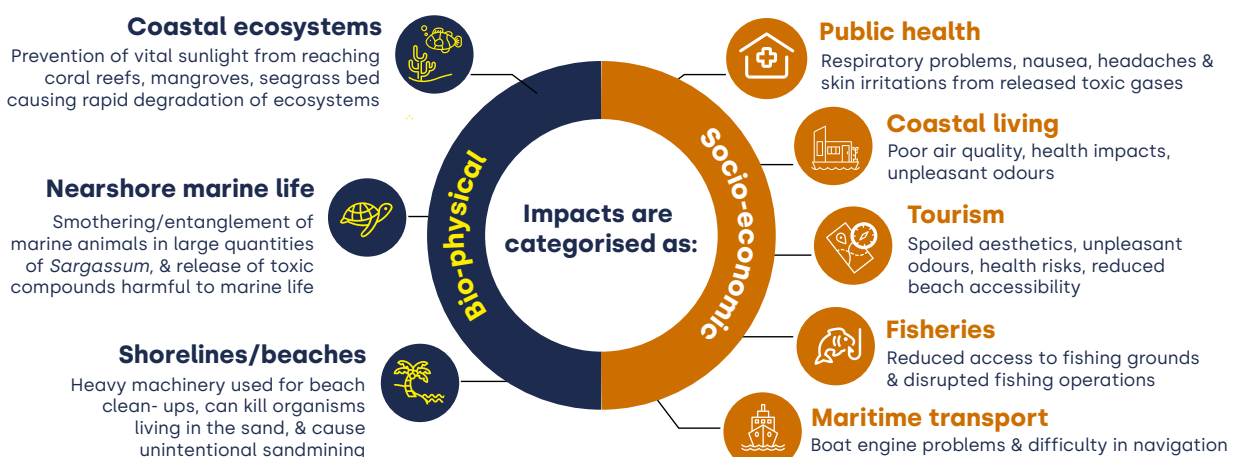 Coastal ecosystems
Prevention of vital sunlight from reaching
coral reefs, mangroves, seagrass bed
causing rapid degradation of ecosystems
Nearshore marine life
Smothering/entanglement of
marine animals in large quantities
of Sargassum, & release of toxic
compounds harmful to marine life
Shorelines/beaches
Heavy machinery used for beach
clean- ups, can kill organisms
living in the sand, & cause
unintentional sandmining
Bio-physical
Impacts are
categorised as:
Socio-economic
Public health
Respiratory problems, nausea, headaches &
skin irritations from released toxic gases
Coastal living
Poor air quality, health impacts,
unpleasant odours
Tourism
Spoiled aesthetics, unpleasant
odours, health risks, reduced
beach accessibility
Fisheries
Reduced access to fishing grounds
& disrupted fishing operations
Maritime transport
Boat engine problems & difficulty in navigation